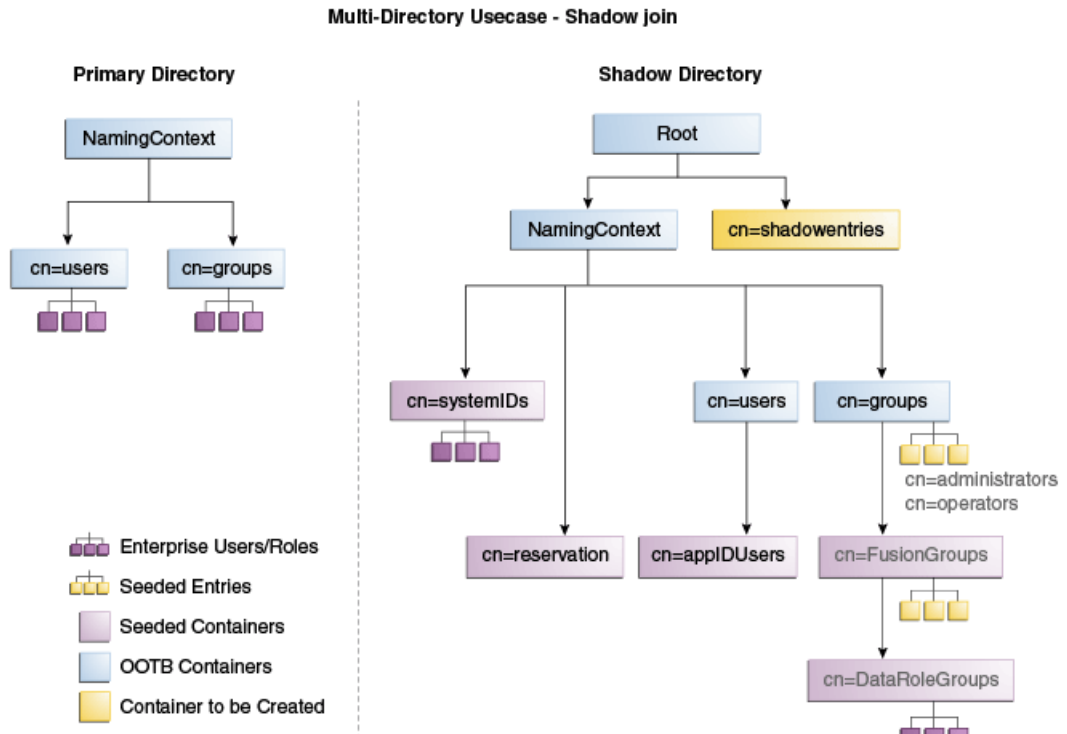 Multi-Directory Usecase - Shadow join
Primary Directory
Shadow Directory
NamingContext
Root
NamingContext
cn=shadowentries
cn=users
cn=groups
cn=systemIDs
cn=users
cn=groups
cn=administrators
cn=operators
cn=reservation
cn=appIDUsers
cn=FusionGroups
cn=DataRoleGroups
Enterprise Users/Roles
Seeded Entries
Seeded Containers
OOTB Containers
Container to be Created